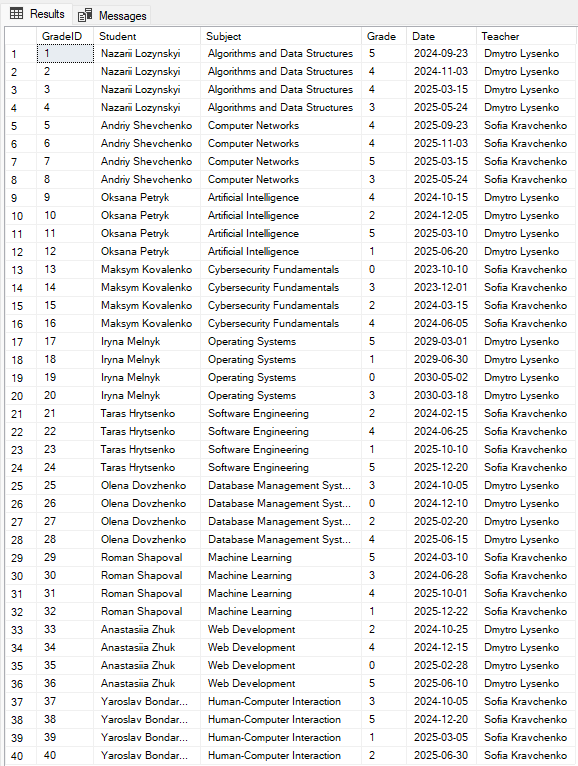 Results Messages
GradeID Student Subject Grade Date Teacher
1 1 Nazarii Lozynskyi Algorithms and Data Structures 5 2024-09-23 Dmytro Lysenko
2 2 Nazarii Lozynskyi Algorithms and Data Structures 4 2024-11-03 Dmytro Lysenko
3 3 Nazarii Lozynskyi Algorithms and Data Structures 4 2025-03-15 Dmytro Lysenko
4 4 Nazarii Lozynskyi Algorithms and Data Structures 3 2025-05-24 Dmytro Lysenko
5 5 Andriy Shevchenko Computer Networks 4 2025-09-23 Sofia Kravchenko
6 6 Andriy Shevchenko Computer Networks 4 2025-11-03 Sofia Kravchenko
7 7 Andriy Shevchenko Computer Networks 5 2025-03-15 Sofia Kravchenko
8 8 Andriy Shevchenko Computer Networks 3 2025-05-24 Sofia Kravchenko
9 9 Oksana Petryk Artificial Intelligence 4 2024-10-15 Dmytro Lysenko
10 10 Oksana Petryk Artificial Intelligence 2 2024-12-05 Dmytro Lysenko
11 11 Oksana Petryk Artificial Intelligence 5 2025-03-10 Dmytro Lysenko
12 12 Oksana Petryk Artificial Intelligence 1 2025-06-20 Dmytro Lysenko
13 13 Maksym Kovalenko Cybersecurity Fundamentals 0 2023-10-10 Sofia Kravchenko
14 14 Maksym Kovalenko Cybersecurity Fundamentals 3 2023-12-01 Sofia Kravchenko
15 15 Maksym Kovalenko Cybersecurity Fundamentals 2 2024-03-15 Sofia Kravchenko
16 16 Maksym Kovalenko Cybersecurity Fundamentals 4 2024-06-05 Sofia Kravchenko
17 17 Iryna Melnyk Operating Systems 5 2029-03-01 Dmytro Lysenko
18 18 Iryna Melnyk Operating Systems 1 2029-06-30 Dmytro Lysenko
19 19 Iryna Melnyk Operating Systems 0 2030-05-02 Dmytro Lysenko
20 20 Iryna Melnyk Operating Systems 3 2030-03-18 Dmytro Lysenko
21 21 Taras Hrytsenko Software Engineering 2 2024-02-15 Sofia Kravchenko
22 22 Taras Hrytsenko Software Engineering 4 2024-06-25 Sofia Kravchenko
23 23 Taras Hrytsenko Software Engineering 1 2025-10-10 Sofia Kravchenko
24 24 Taras Hrytsenko Software Engineering 5 2025-12-20 Sofia Kravchenko
25 25 Olena Dovzhenko Database Management Syst... 3 2024-10-05 Dmytro Lysenko
26 26 Olena Dovzhenko Database Management Syst... 0 2024-12-10 Dmytro Lysenko
27 27 Olena Dovzhenko Database Management Syst... 2 2025-02-20 Dmytro Lysenko
28 28 Olena Dovzhenko Database Management Syst... 4 2025-06-15 Dmytro Lysenko
29 29 Roman Shapoval Machine Learning 5 2024-03-10 Sofia Kravchenko
30 30 Roman Shapoval Machine Learning 3 2024-06-28 Sofia Kravchenko
31 31 Roman Shapoval Machine Learning 4 2025-10-01 Sofia Kravchenko
32 32 Roman Shapoval Machine Learning 1 2025-12-22 Sofia Kravchenko
33 33 Anastasiia Zhuk Web Development 2 2024-10-25 Dmytro Lysenko
34 34 Anastasiia Zhuk Web Development 4 2024-12-15 Dmytro Lysenko
35 35 Anastasiia Zhuk Web Development 0 2025-02-28 Dmytro Lysenko
36 36 Anastasiia Zhuk Web Development 5 2025-06-10 Dmytro Lysenko
37 37 Yaroslav Bondar... Human-Computer Interaction 3 2024-10-05 Sofia Kravchenko
38 38 Yaroslav Bondar... Human-Computer Interaction 5 2024-12-20 Sofia Kravchenko
39 39 Yaroslav Bondar... Human-Computer Interaction 1 2025-03-05 Sofia Kravchenko
40 40 Yaroslav Bondar... Human-Computer Interaction 2 2025-06-30 Sofia Kravchenko